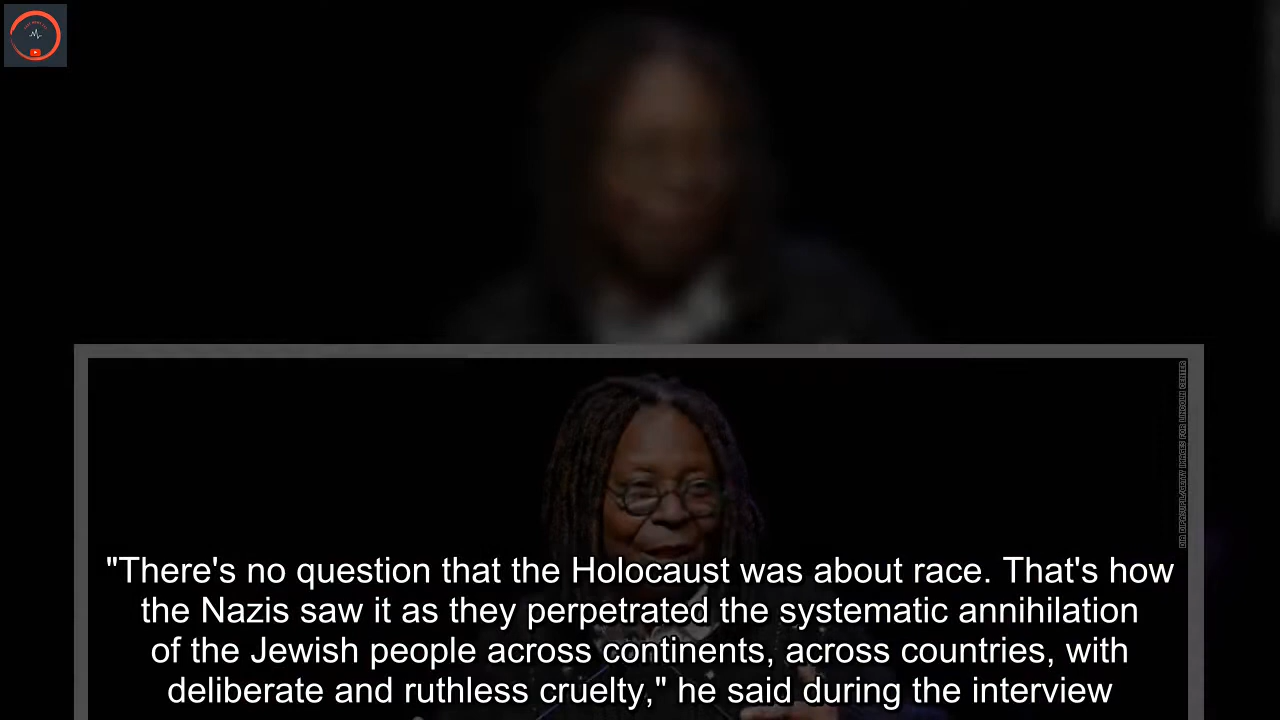 "There's no question that the Holocaust was about race. That's how
the Nazis saw it as they perpetrated the systematic annihilation
of the Jewish people across continents, across countries, with
deliberate and ruthless cruelty," he said during the interview